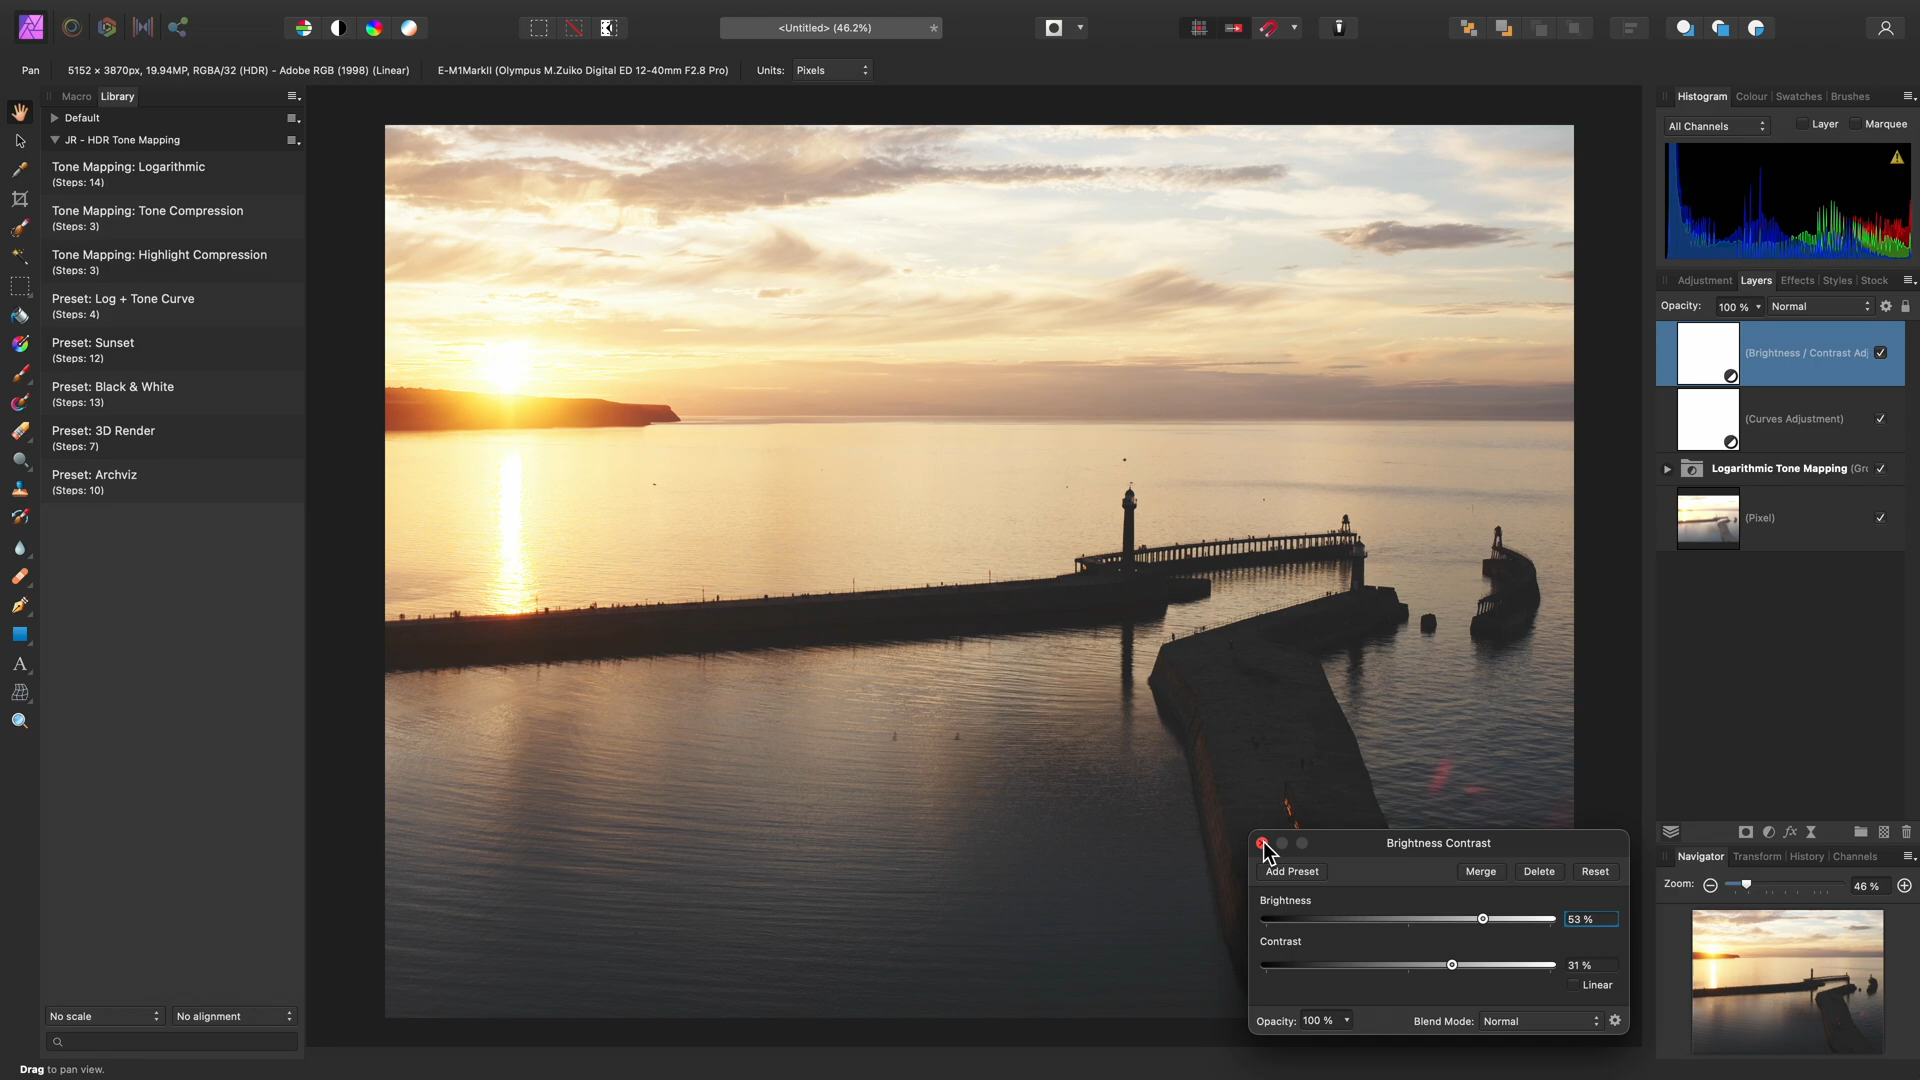 <Untitled> (46.2%)
Pan
5152 × 3870px, 19.94MP, RGBA/32 (HDR) - Adobe RGB (1998) (Linear)
E-M1MarkII (Olympus M.Zuiko Digital ED 12-40mm F2.8 Pro)
Units: Pixels
Macro Library
Default
JR - HDR Tone Mapping
Tone Mapping: Logarithmic
(Steps: 14)
Tone Mapping: Tone Compression
(Steps: 3)
Tone Mapping: Highlight Compression
(Steps: 3)
Preset: Log + Tone Curve
(Steps: 4)
Preset: Sunset
(Steps: 12)
Preset: Black & White
(Steps: 13)
Preset: 3D Render
(Steps: 7)
Preset: Archviz
(Steps: 10)
No scale
No alignment
Drag to pan view.
Histogram Colour Swatches Brushes
All Channels
Layer
Marquee
Adjustment Layers Effects Styles Stock
Opacity: 100 % Normal
(Brightness / Contrast Adj
(Curves Adjustment)
Logarithmic Tone Mapping (Gr
(Pixel)
Navigator Transform History Channels
Zoom: 46 %
Brightness Contrast
Add Preset
Merge
Delete
Reset
Brightness
53 %
Contrast
31 %
Linear
Opacity: 100 %
Blend Mode: Normal